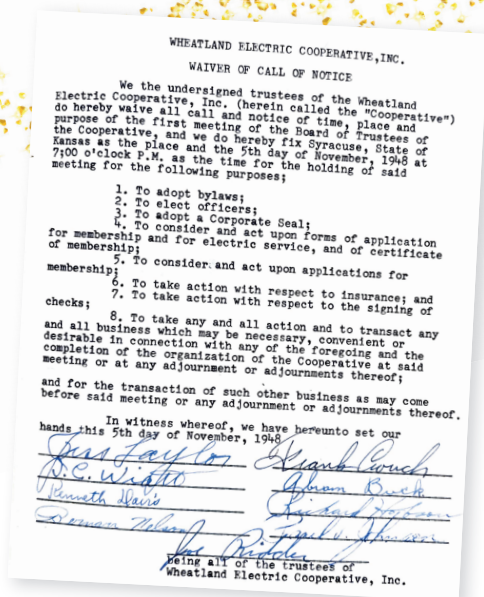 WHEATLAND ELECTRIC COOPERATIVE,INC.
WAIVER OF CALL OF NOTICE
We the undersigned trustees of the Wheatland
Electric Cooperative, Inc. (herein called the "Cooperative")
do hereby waive all call and notice of time, place and
purpose of the first meeting of the Board of Trustees of
the Cooperative, and we do hereby fix Syracuse, State of
Kansas as the place and the 5th day of November, 1948 at
7;00 o'clock P.M. as the time for the holding of said
meeting for the following purposes;
1. To adopt bylaws;
2. To elect officers;
3. To adopt a Corporate Seal;
4. To consider and act upon forms of application
for membership and for electric service, and of certificate
of membership;
5. To consider and act upon applications for
membership;
6. To take action with respect to insurance; and
7. To take action with respect to the signing of
checks;
8. To take any and all action and to transact any
and all business which may be necessary, convenient or
desirable in connection with any of the foregoing and the
completion of the organization of the Cooperative at said
meeting or at any adjournment or adjournments thereof;
and for the transaction of such other business as may come
before said meeting or any adjournment or adjournments thereof.
In witness whereof, we have hereunto set our
hands this 5th day of November, 1948
Jess Taylor Frank Crouch
D.C. Wight Abram Buck
Kenneth Davis Richard
Roman Nelson Johnson
Joe Ridder
Being all of the trustees of
Wheatland Electric Cooperative, Inc.